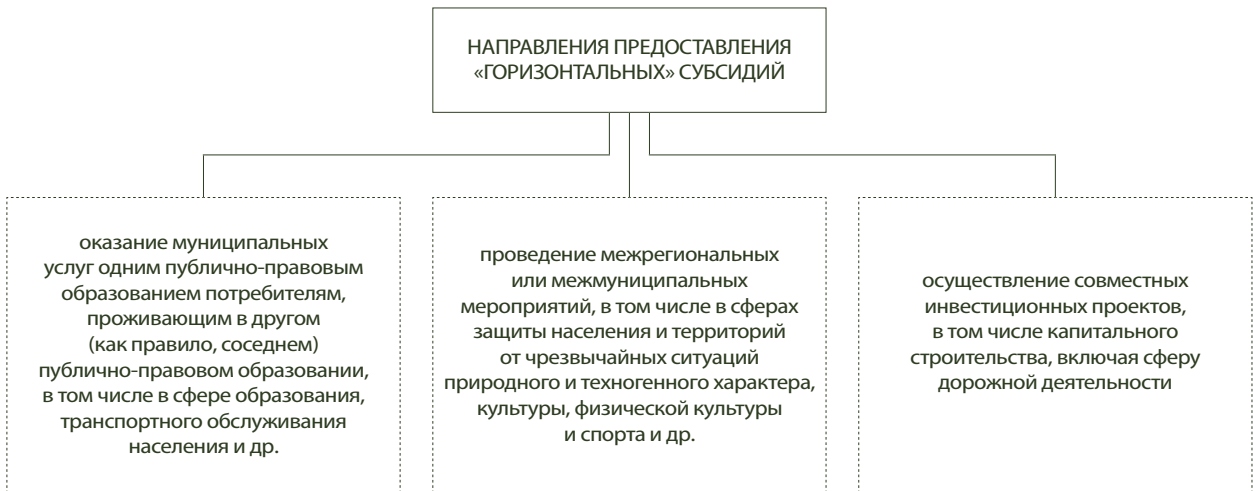 НАПРАВЛЕНИЯ ПРЕДОСТАВЛЕНИЯ
«ГОРИЗОНТАЛЬНЫХ» СУБСИДИЙ
оказание муниципальных
услуг одним публично-правовым
образованием потребителям,
проживающим в другом
(как правило, соседнем)
публично-правовом образовании,
в том числе в сфере образования,
транспортного обслуживания
населения и др.
проведение межрегиональных
или межмуниципальных
мероприятий, в том числе в сферах
защиты населения и территорий
от чрезвычайных ситуаций
природного и техногенного характера,
культуры, физической культуры
и спорта и др.
осуществление совместных
инвестиционных проектов,
в том числе капитального
строительства, включая сферу
дорожной деятельности